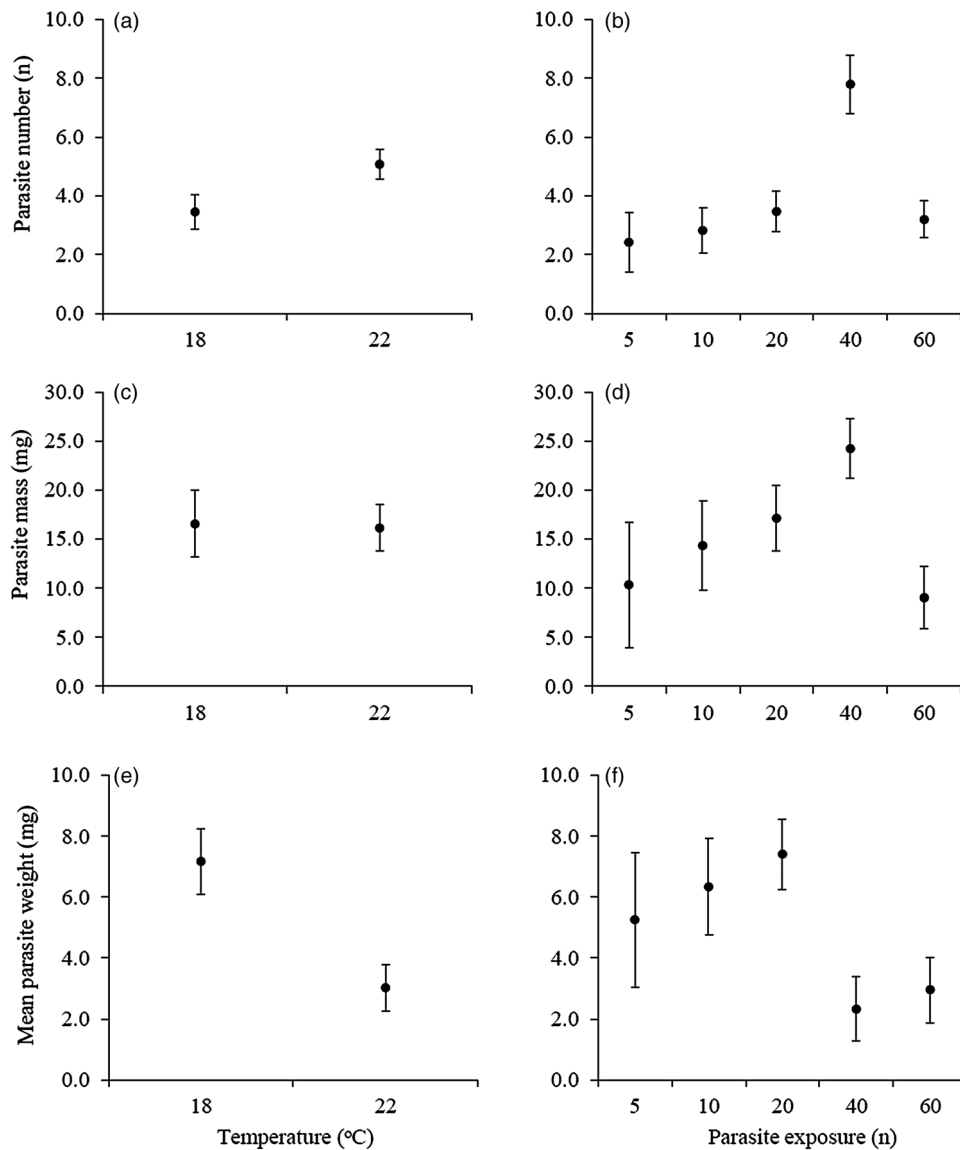 (a)
Parasite number (n)
10.0
8.0
6.0
4.0
2.0
0.0
18 22
(b)
10.0
8.0
6.0
4.0
2.0
0.0
5 10 20 40 60
(c)
Parasite mass (mg)
30.0
25.0
20.0
15.0
10.0
5.0
0.0
18 22
(d)
30.0
25.0
20.0
15.0
10.0
5.0
0.0
5 10 20 40 60
(e)
Mean parasite weight (mg)
10.0
8.0
6.0
4.0
2.0
0.0
18 22
Temperature (°C)
(f)
10.0
8.0
6.0
4.0
2.0
0.0
5 10 20 40 60
Parasite exposure (n)